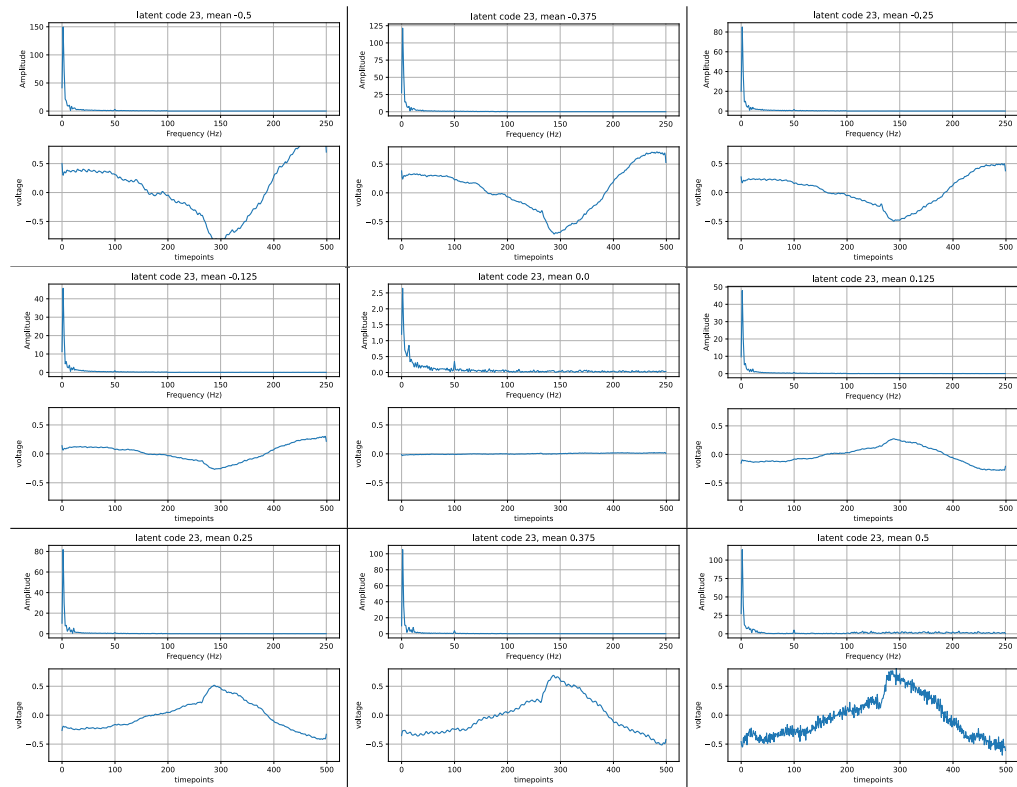 latent code 23, mean -0.5
Amplitude
150
100
50
0
0 50 100 150 200 250
Frequency (Hz)
voltage
0.5
0.0
−0.5
0 100 200 300 400 500
timepoints
latent code 23, mean -0.375
Amplitude
125
100
75
50
25
0
0 50 100 150 200 250
Frequency (Hz)
voltage
0.5
0.0
−0.5
0 100 200 300 400 500
timepoints
latent code 23, mean -0.25
Amplitude
80
60
40
20
0
0 50 100 150 200 250
Frequency (Hz)
voltage
0.5
0.0
−0.5
0 100 200 300 400 500
timepoints
latent code 23, mean -0.125
Amplitude
40
30
20
10
0
0 50 100 150 200 250
Frequency (Hz)
voltage
0.5
0.0
−0.5
0 100 200 300 400 500
timepoints
latent code 23, mean 0.0
Amplitude
2.5
2.0
1.5
1.0
0.5
0.0
0 50 100 150 200 250
Frequency (Hz)
voltage
0.5
0.0
−0.5
0 100 200 300 400 500
timepoints
latent code 23, mean 0.125
Amplitude
50
40
30
20
10
0
0 50 100 150 200 250
Frequency (Hz)
voltage
0.5
0.0
−0.5
0 100 200 300 400 500
timepoints
latent code 23, mean 0.25
Amplitude
80
60
40
20
0
0 50 100 150 200 250
Frequency (Hz)
voltage
0.5
0.0
−0.5
0 100 200 300 400 500
timepoints
latent code 23, mean 0.375
Amplitude
100
80
60
40
20
0
0 50 100 150 200 250
Frequency (Hz)
voltage
0.5
0.0
−0.5
0 100 200 300 400 500
timepoints
latent code 23, mean 0.5
Amplitude
100
75
50
25
0
0 50 100 150 200 250
Frequency (Hz)
voltage
0.5
0.0
−0.5
0 100 200 300 400 500
timepoints